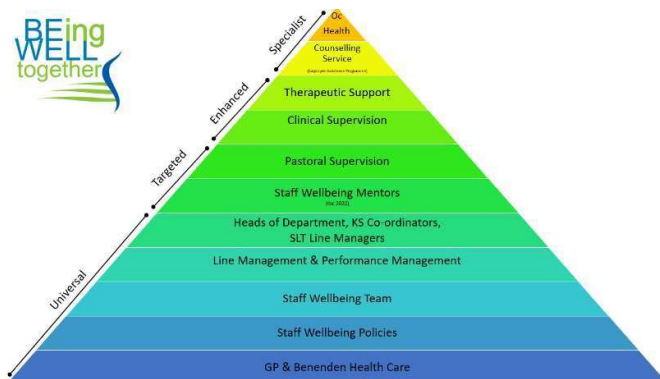 BEing
WELL
together
Oc
Health
Counselling
Service
Therapeutic Support
Clinical Supervision
Pastoral Supervision
Staff Wellbeing Mentors
Heads of Department, KS Co-ordinators,
SLT Line Managers
Line Management & Performance Management
Staff Wellbeing Team
Staff Wellbeing Policies
GP & Benenden Health Care
Specialist
Enhanced
Targeted
Universal